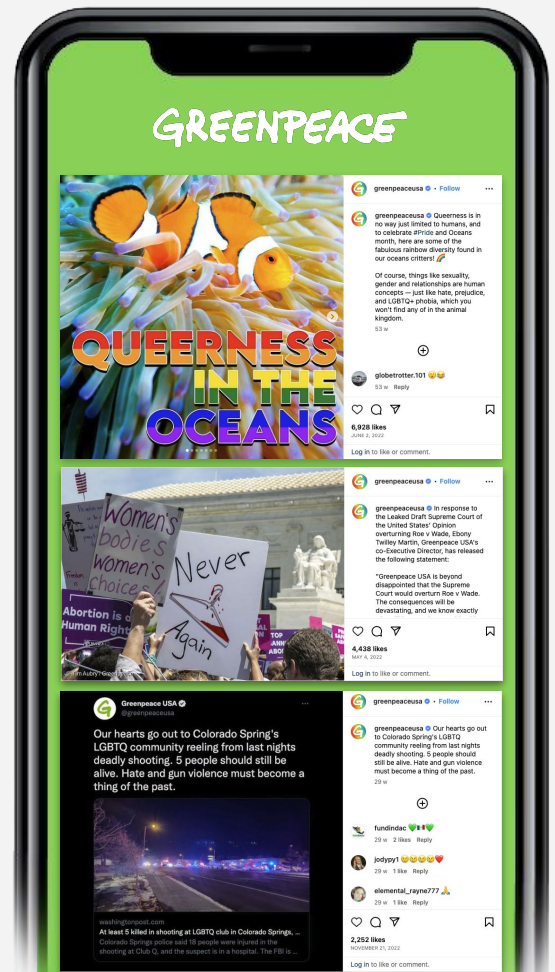 GREENPEACE
greenpeaceusa • Follow
greenpeaceusa Queerness is in
no way just limited to humans, and
to celebrate #Pride and Oceans
month, here are some of the
fabulous rainbow diversity found in
our oceans critters! 🌈
Of course, things like sexuality,
gender and relationships are human
concepts — just like hate, prejudice,
and LGBTQ+ phobia, which you
won't find any of in the animal
kingdom.
53 w
QUEERNESS
IN THE
OCEANS
globetrotter.101
53 w Reply
6,928 likes
JUNE 2, 2022
Log in to like or comment.
Women's
bodies
Women's
choices
Abortion is a
Human Right
Never
Again
greenpeaceusa • Follow
greenpeaceusa In response to
the Leaked Draft Supreme Court of
the United States' Opinion
overturning Roe v Wade, Ebony
Twilley Martin, Greenpeace USA's
co-Executive Director, has released
the following statement:
"Greenpeace USA is beyond
disappointed that the Supreme
Court would overturn Roe v Wade.
The consequences will be
devastating, and we know exactly
4,438 likes
MAY 4, 2022
Log in to like or comment.
Greenpeace USA
@greenpeaceusa
Our hearts go out to Colorado Spring's
LGBTQ community reeling from last nights
deadly shooting. 5 people should still be
alive. Hate and gun violence must become a
thing of the past.
washingtonpost.com
At least 5 killed in shooting at LGBTQ club in Colorado Springs, ...
Colorado Springs police said 18 people were injured in the
shooting at Club Q, and the suspect is in a hospital. The FBI is ...
greenpeaceusa • Follow
greenpeaceusa Our hearts go out
to Colorado Spring's LGBTQ
community reeling from last nights
deadly shooting. 5 people should still
be alive. Hate and gun violence
must become a thing of the past.
29 w
fundindac 💚🇲🇽💚
29 w 2 likes Reply
jodypy1 😢😢😢😢❤️
29 w 1 like Reply
elemental_rayne777 🙏
29 w 1 like Reply
2,252 likes
NOVEMBER 21, 2022
Log in to like or comment.